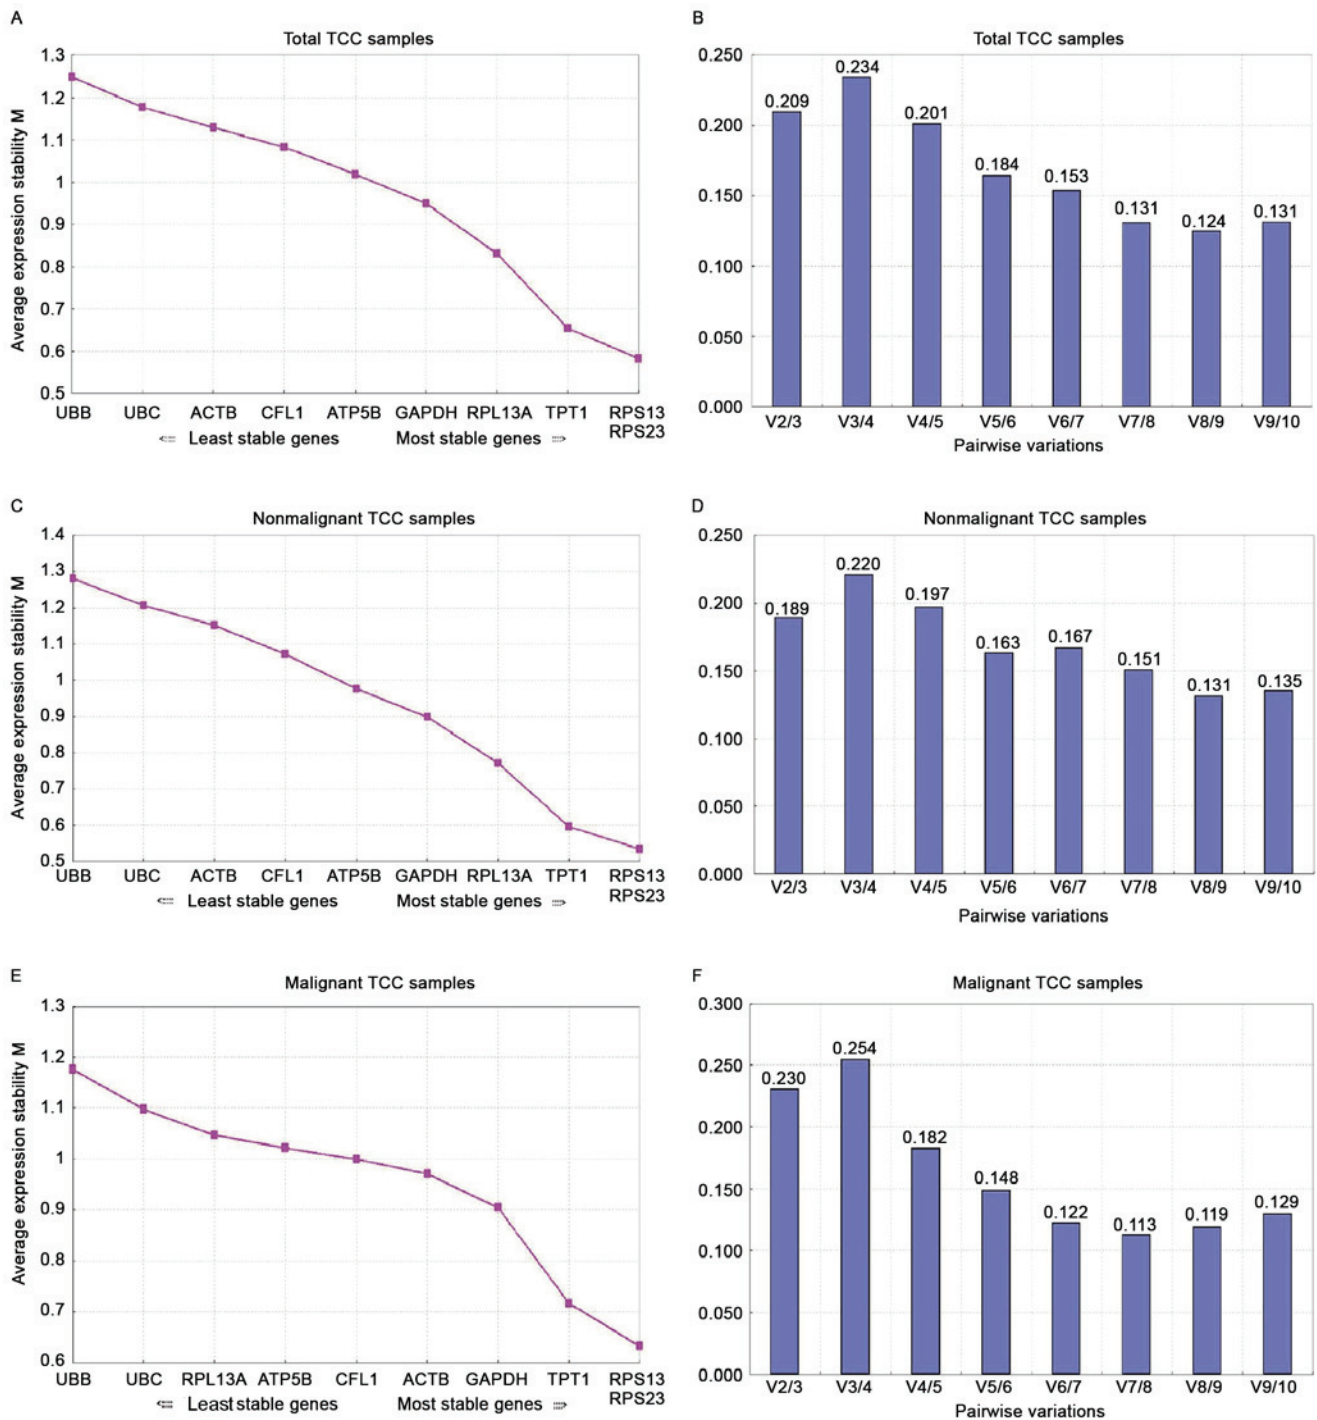 A
Total TCC samples
Average expression stability M
1.3
1.2
1.1
1
0.9
0.8
0.7
0.6
0.5
UBB UBC ACTB CFL1 ATP5B GAPDH RPL13A TPT1 RPS13
RPS23
Least stable genes Most stable genes
B
Total TCC samples
0.250
0.200
0.150
0.100
0.050
0.000
0.209 0.234 0.201 0.184 0.153 0.131 0.124 0.131
V2/3 V3/4 V4/5 V5/6 V6/7 V7/8 V8/9 V9/10
Pairwise variations
C
Nonmalignant TCC samples
Average expression stability M
1.4
1.3
1.2
1.1
1
0.9
0.8
0.7
0.6
0.5
UBB UBC ACTB CFL1 ATP5B GAPDH RPL13A TPT1 RPS13
RPS23
Least stable genes Most stable genes
D
Nonmalignant TCC samples
0.250
0.200
0.150
0.100
0.050
0.000
0.189 0.220 0.197 0.163 0.167 0.151 0.131 0.135
V2/3 V3/4 V4/5 V5/6 V6/7 V7/8 V8/9 V9/10
Pairwise variations
E
Malignant TCC samples
Average expression stability M
1.3
1.2
1.1
1
0.9
0.8
0.7
0.6
UBB UBC RPL13A ATP5B CFL1 ACTB GAPDH TPT1 RPS13
RPS23
Least stable genes Most stable genes
F
Malignant TCC samples
0.300
0.250
0.200
0.150
0.100
0.050
0.000
0.230 0.254 0.182 0.148 0.122 0.113 0.119 0.129
V2/3 V3/4 V4/5 V5/6 V6/7 V7/8 V8/9 V9/10
Pairwise variations